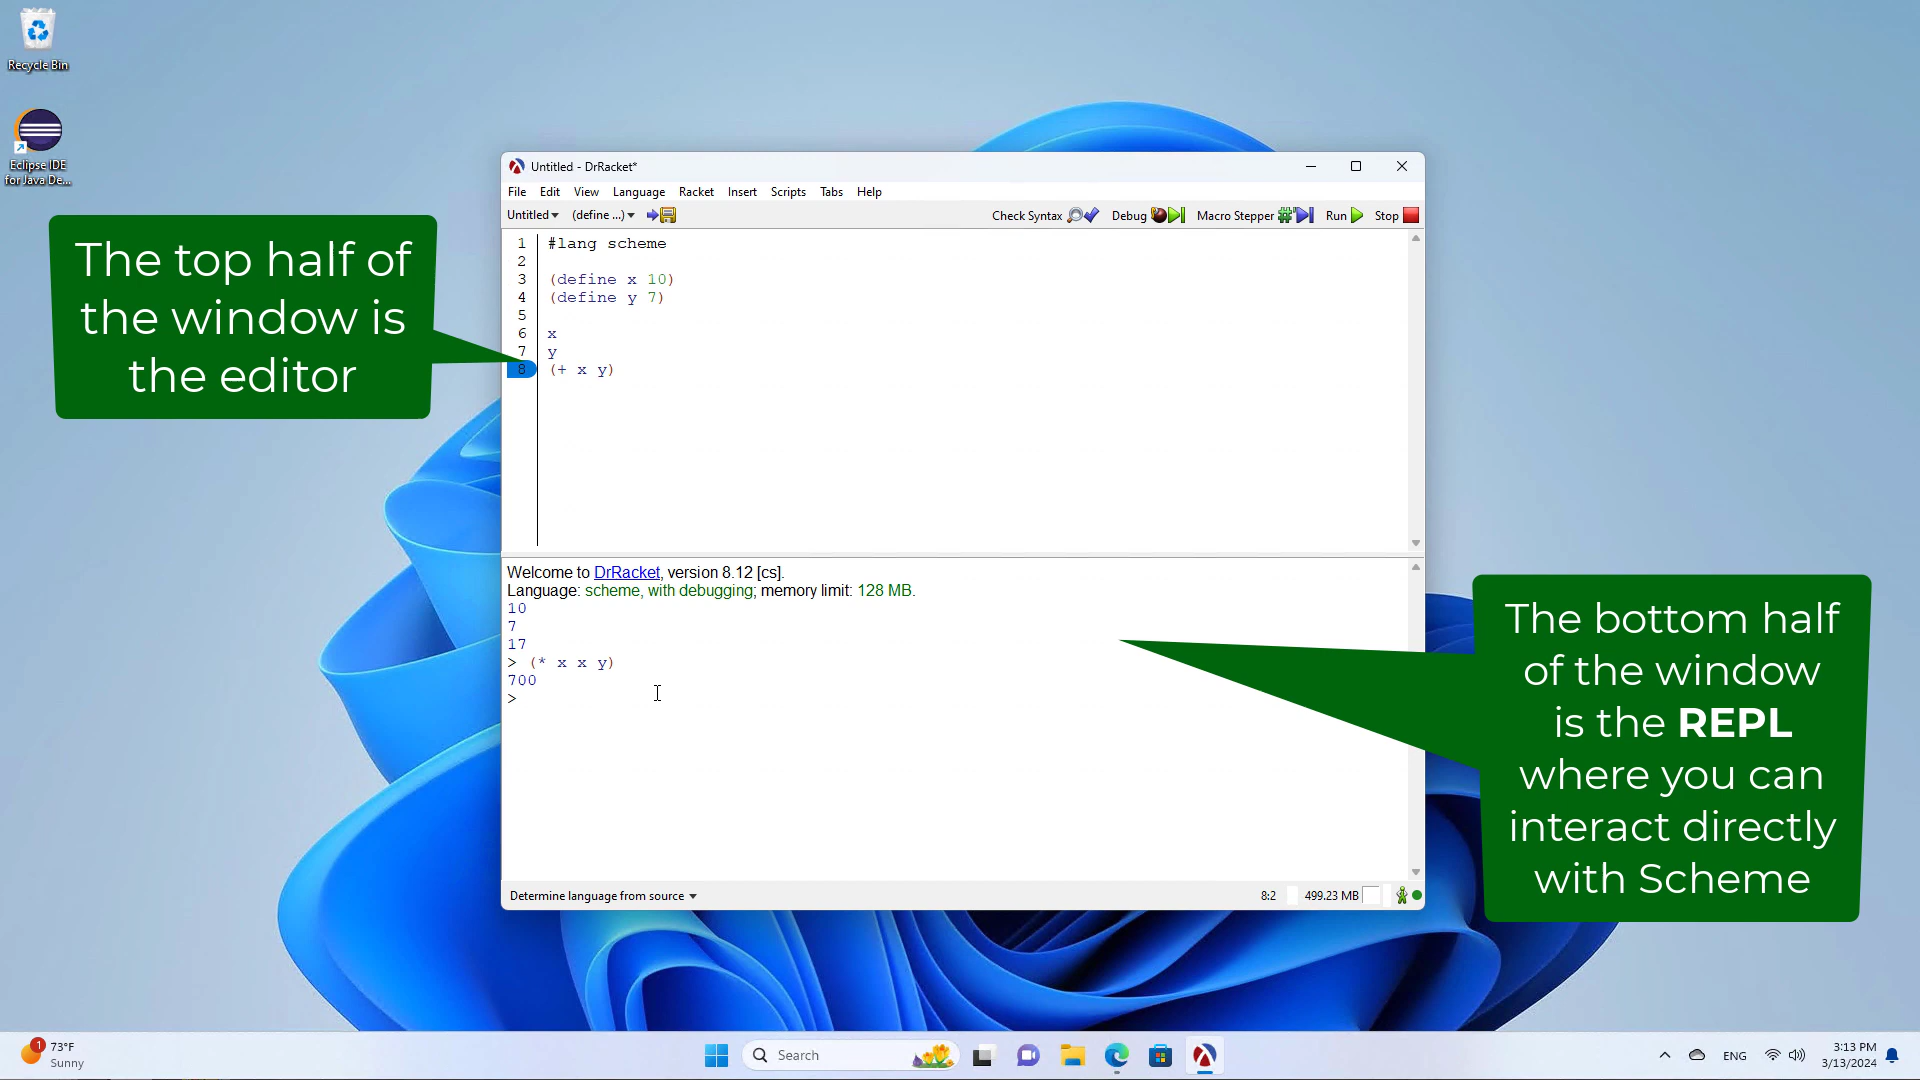 Recycle Bin
Eclipse IDE
for Java De...
The top half of
the window is
the editor
Untitled - DrRacket*
File Edit View Language Racket Insert Scripts Tabs Help
Untitled (define ...) Check Syntax Debug Macro Stepper Run Stop
1 #lang scheme
2
3 (define x 10)
4 (define y 7)
5
6 x
7 y
8 (+ x y)
Welcome to DrRacket, version 8.12 [cs].
Language: scheme, with debugging; memory limit: 128 MB.
10
7
17
> (* x x y)
700
>
Determine language from source 8:2 499.23 MB
The bottom half
of the window
is the REPL
where you can
interact directly
with Scheme
1
73°F
Sunny
Search
ENG
3:13 PM
3/13/2024